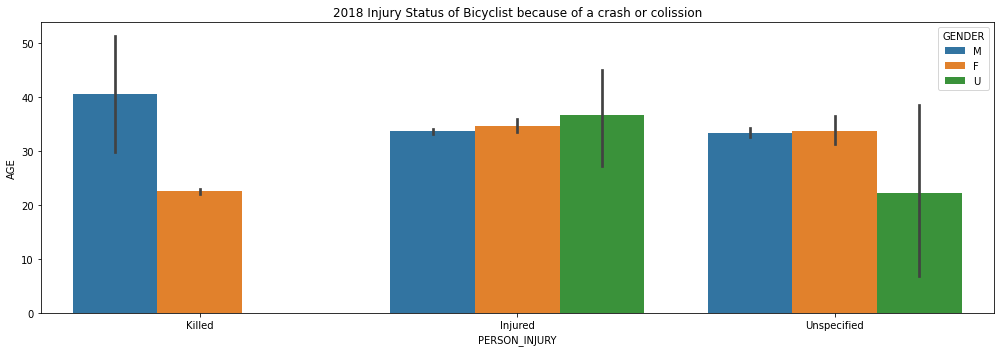 2018 Injury Status of Bicyclist because of a crash or colission
GENDER
M
F
U
AGE
50
40
30
20
10
0
Killed
Injured
Unspecified
PERSON_INJURY